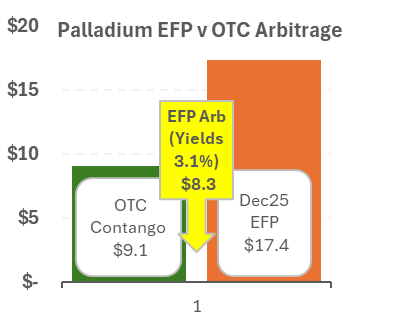 Palladium EFP v OTC Arbitrage
$20
$15
$10
$5
$-
EFP Arb
(Yields
3.1%)
$8.3
OTC
Contango
$9.1
Dec25
EFP
$17.4
1